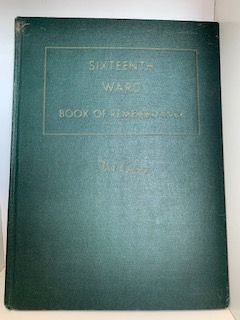 SIXTEENTH
WARD
BOOK OF REMEMBRANCE